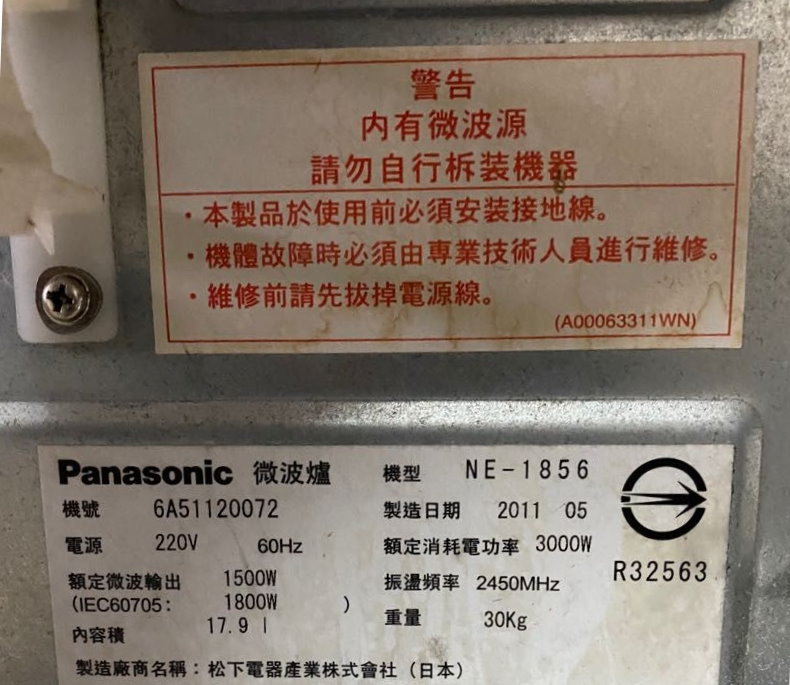 警告
内有微波源
請勿自行柝装機器
・本製品於使用前必須安装接地線。
・機體故障時必須由專業技術人員進行維修。
・維修前請先拔掉電源線。
(A00063311WN)
Panasonic 微波爐 機型 NE-1856
機號 6A51120072 製造日期 2011 05
電源 220V 60Hz 額定消耗電功率 3000W
R32563
額定微波輸出 1500W 振盪頻率 2450MHz
(IEC60705: 1800W )
內容積 17.9 l 重量 30Kg
製造廠商名稱：松下電器產業株式會社（日本）